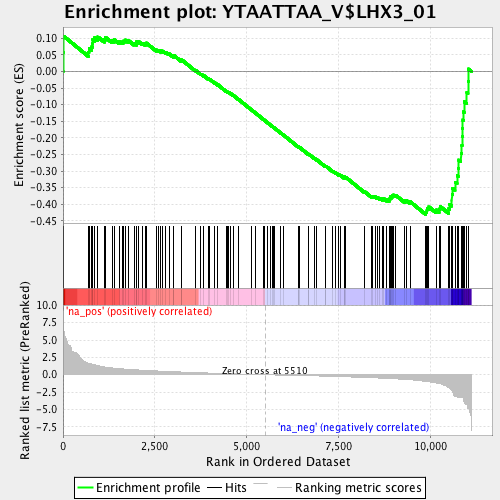 Enrichment plot: YTAATTAA_V$LHX3_01
Enrichment score (ES)
0.10
0.05
0.00
-0.05
-0.10
-0.15
-0.20
-0.25
-0.30
-0.35
-0.40
-0.45
'na_pos' (positively correlated)
Ranked list metric (PreRanked)
10.0
7.5
5.0
2.5
0.0
-2.5
-5.0
-7.5
Zero cross at 5510
'na_neg' (negatively correlated)
0
2,500
5,000
7,500
10,000
Rank in Ordered Dataset
Enrichment profile
Hits
Ranking metric scores